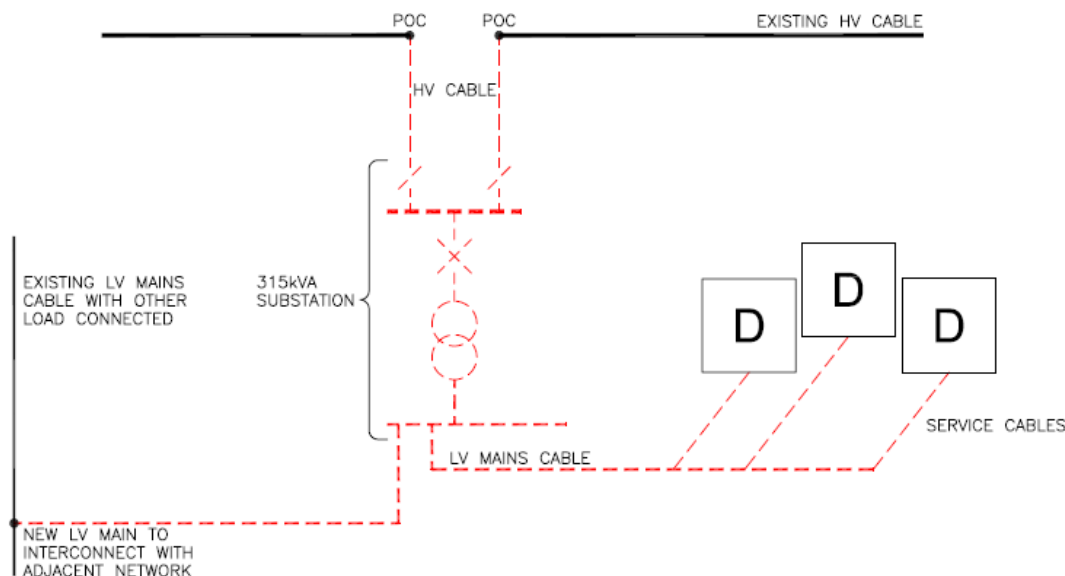 POC
POC
EXISTING HV CABLE
HV CABLE
EXISTING LV MAINS
CABLE WITH OTHER
LOAD CONNECTED
315kVA
SUBSTATION
D
D
D
SERVICE CABLES
LV MAINS CABLE
NEW LV MAIN TO
INTERCONNECT WITH
ADJACENT NETWORK